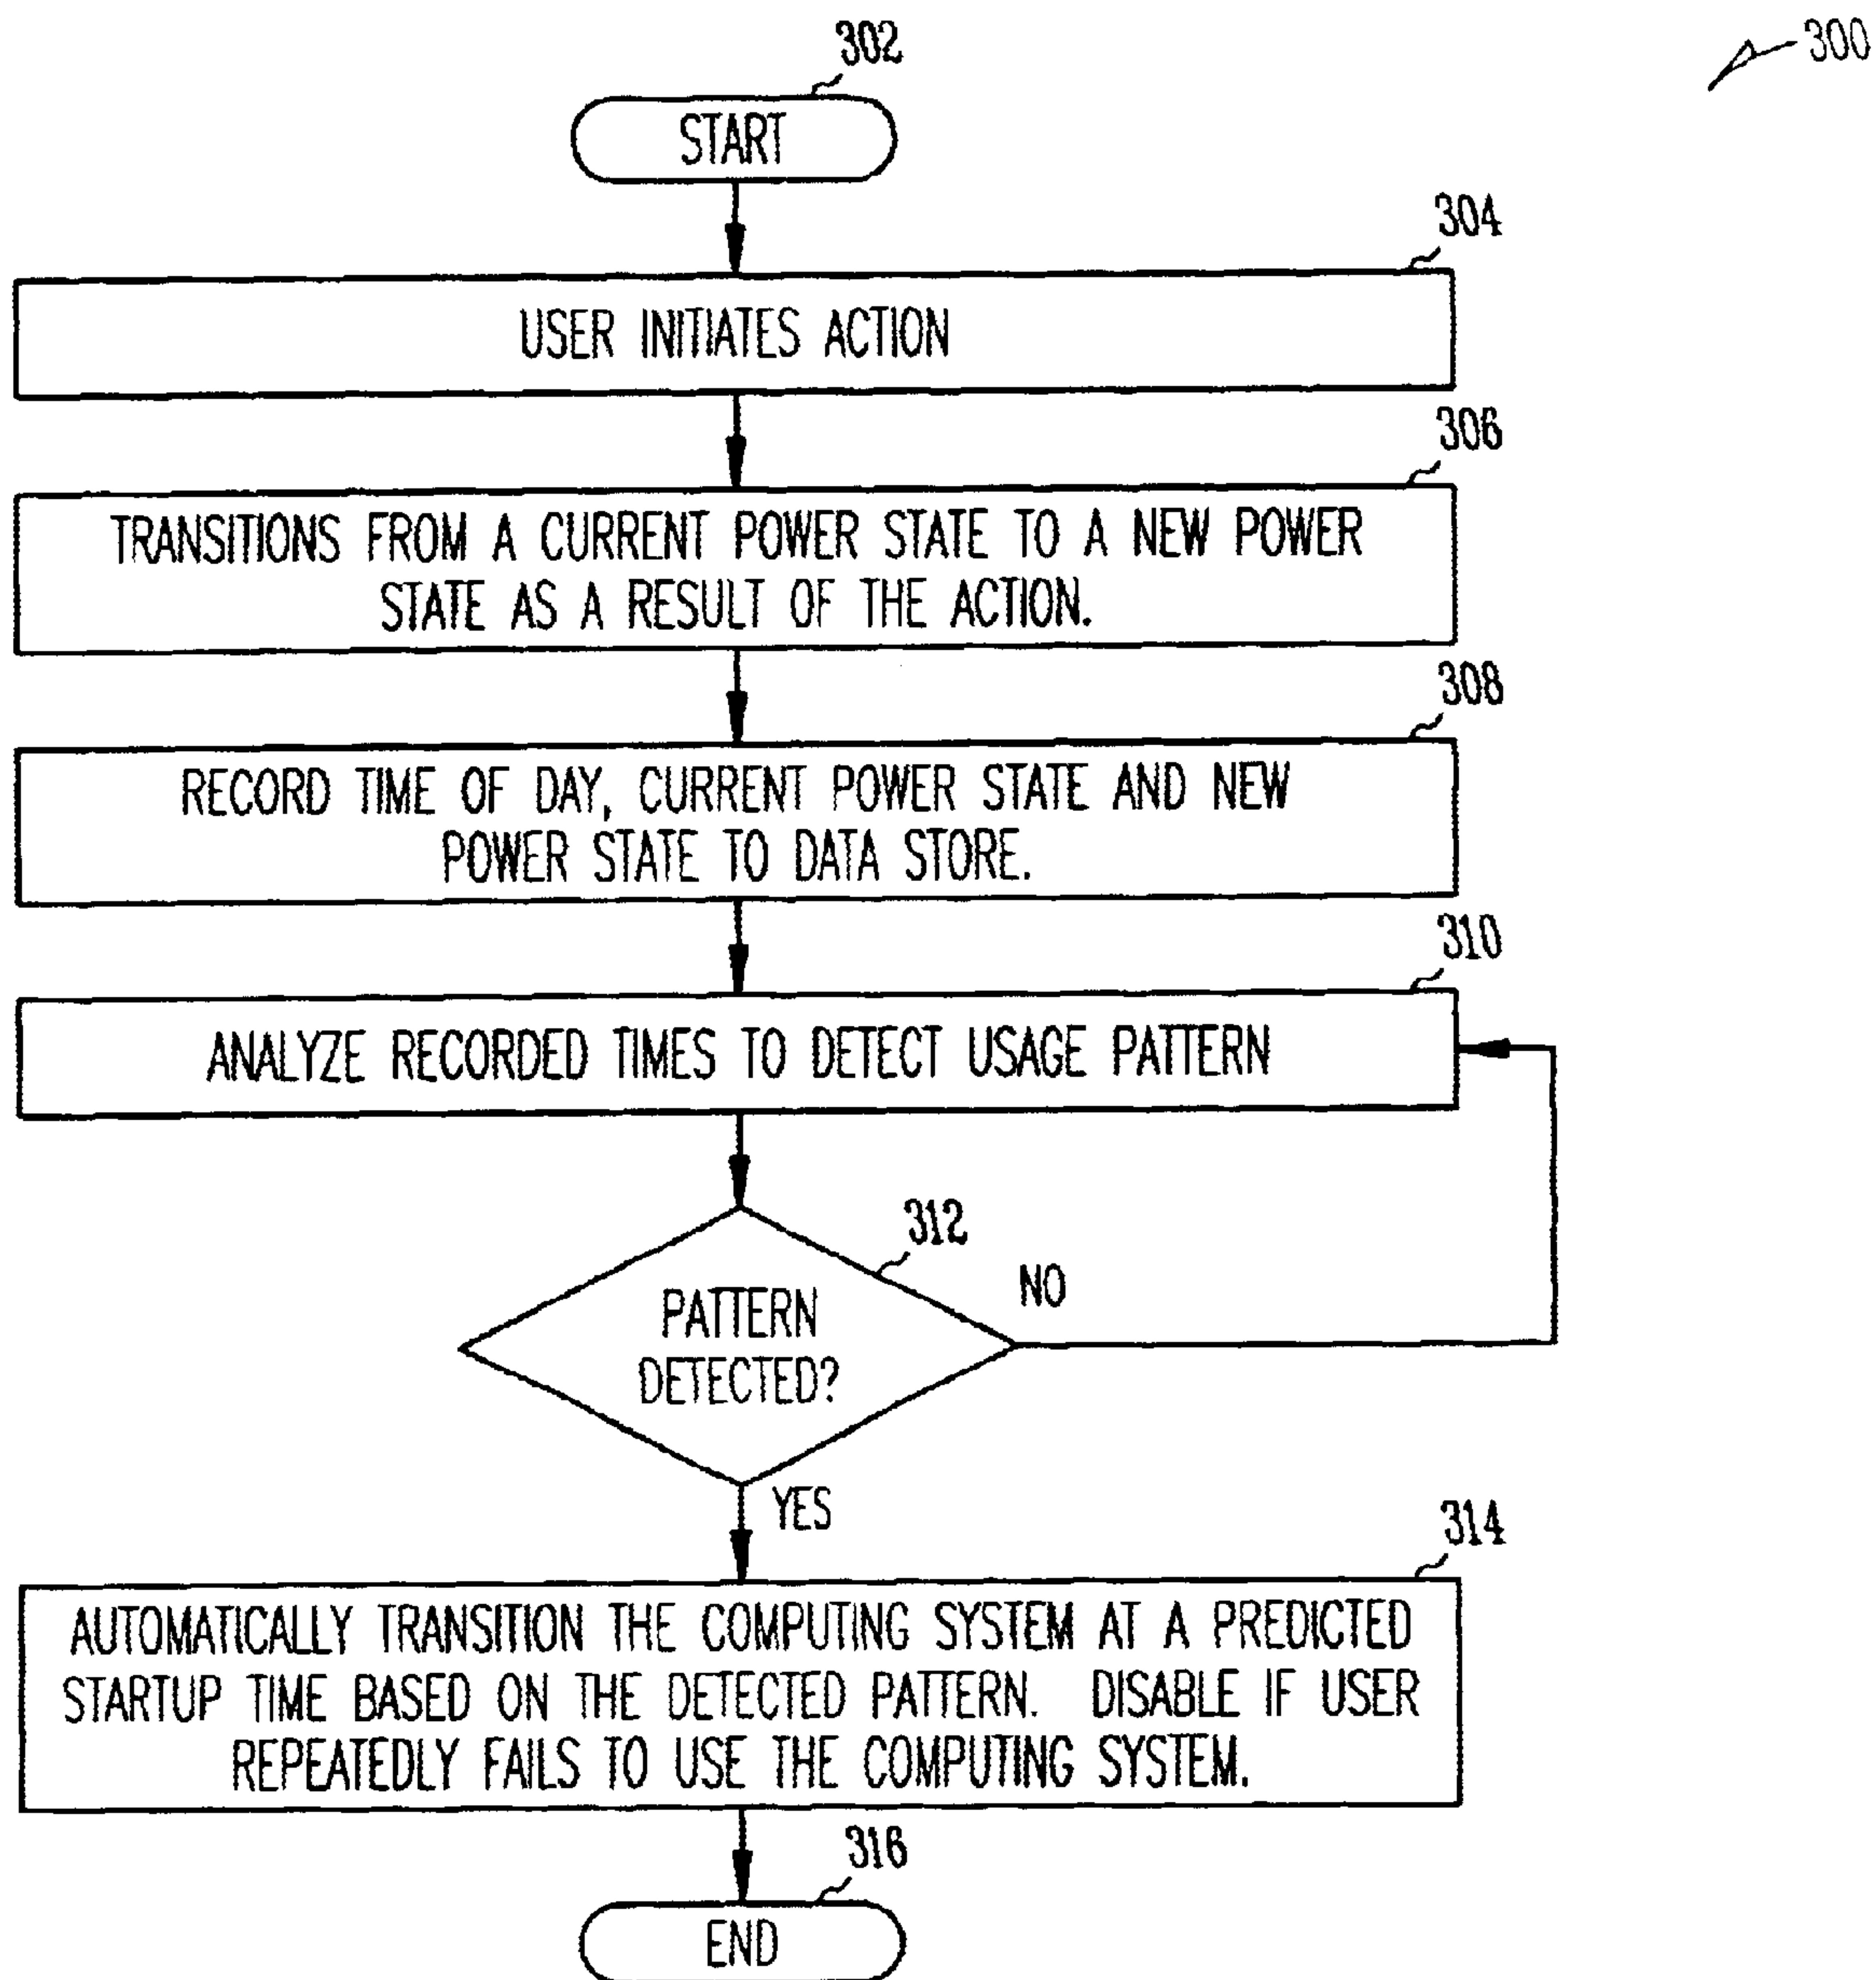 300
302
START
304
USER INITIATES ACTION
306
TRANSITIONS FROM A CURRENT POWER STATE TO A NEW POWER
STATE AS A RESULT OF THE ACTION.
308
RECORD TIME OF DAY, CURRENT POWER STATE AND NEW
POWER STATE TO DATA STORE.
310
ANALYZE RECORDED TIMES TO DETECT USAGE PATTERN
312
NO
PATTERN
DETECTED?
YES
314
AUTOMATICALLY TRANSITION THE COMPUTING SYSTEM AT A PREDICTED
STARTUP TIME BASED ON THE DETECTED PATTERN. DISABLE IF USER
REPEATEDLY FAILS TO USE THE COMPUTING SYSTEM.
316
END